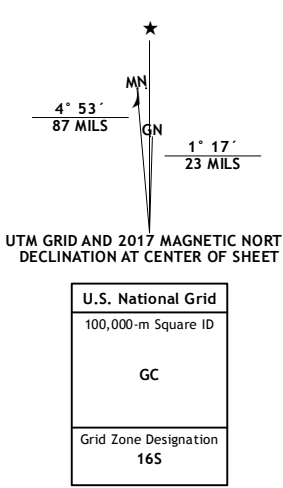 MN
4° 53´
87 MILS
GN
1° 17´
23 MILS
UTM GRID AND 2017 MAGNETIC NORT
DECLINATION AT CENTER OF SHEET
U.S. National Grid
100,000-m Square ID
GC
Grid Zone Designation
16S